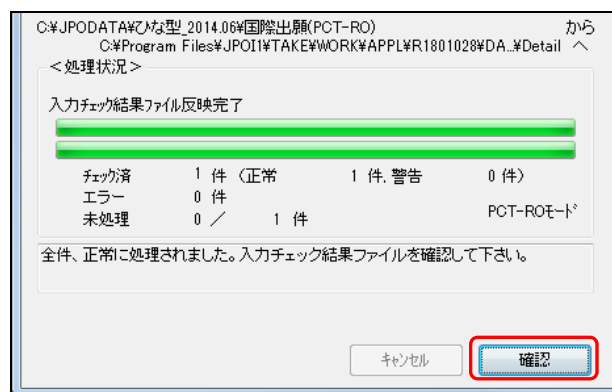 C:¥JPODATA¥ひな型_2014.06¥国際出願(PCT-RO) から
C:¥Program Files¥JPOI1¥TAKE¥WORK¥APPL¥R1801028¥DA..¥Detail へ
＜処理状況＞
入力ﾁｪｯｸ結果ﾌｧｲﾙ反映完了
ﾁｪｯｸ済 1 件 (正常 1 件, 警告 0 件)
エラー 0 件
未処理 0 ／ 1 件 PCT-ROﾓｰﾄﾞ
全件、正常に処理されました。入力チェック結果ファイルを確認して下さい。
ｷｬﾝｾﾙ 確認